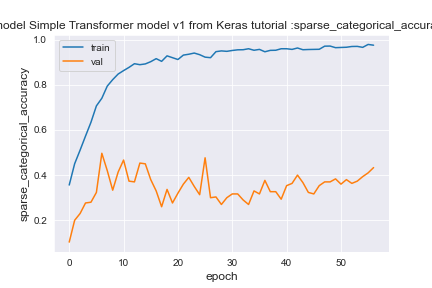 model Simple Transformer model v1 from Keras tutorial :sparse_categorical_accura
train
val
sparse_categorical_accuracy
1.0
0.8
0.6
0.4
0.2
0 10 20 30 40 50
epoch